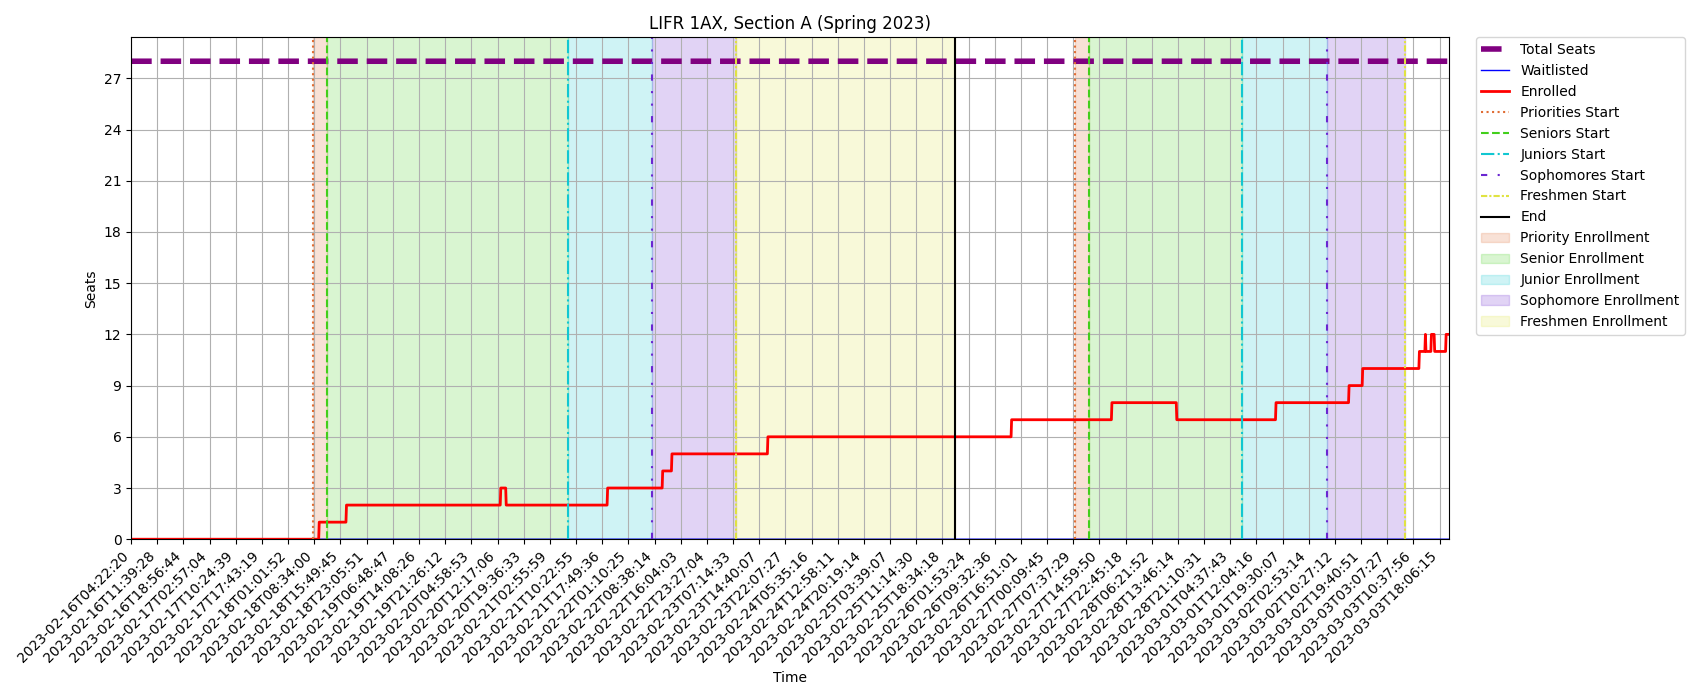 LIFR 1AX, Section A (Spring 2023)
Seats
27
24
21
18
15
12
9
6
3
0
2023-02-16T04:22:20
2023-02-16T11:39:28
2023-02-16T18:56:44
2023-02-17T02:57:04
2023-02-17T10:24:39
2023-02-17T17:43:19
2023-02-18T01:01:52
2023-02-18T08:34:00
2023-02-18T15:49:45
2023-02-18T23:05:51
2023-02-19T06:48:47
2023-02-19T14:08:26
2023-02-19T21:26:12
2023-02-20T04:58:53
2023-02-20T12:17:06
2023-02-20T19:36:33
2023-02-21T02:55:59
2023-02-21T10:22:55
2023-02-21T17:49:36
2023-02-22T01:10:25
2023-02-22T08:38:14
2023-02-22T16:04:03
2023-02-22T23:27:04
2023-02-23T07:14:33
2023-02-23T14:40:07
2023-02-23T22:07:27
2023-02-24T05:35:16
2023-02-24T12:58:11
2023-02-24T20:19:14
2023-02-25T03:39:07
2023-02-25T11:14:30
2023-02-25T18:34:18
2023-02-26T01:53:24
2023-02-26T09:32:36
2023-02-26T16:51:01
2023-02-27T00:09:45
2023-02-27T07:37:29
2023-02-27T14:59:50
2023-02-27T22:45:18
2023-02-28T06:21:52
2023-02-28T13:46:14
2023-02-28T21:10:31
2023-03-01T04:37:43
2023-03-01T12:04:16
2023-03-01T19:30:07
2023-03-02T02:53:14
2023-03-02T10:27:12
2023-03-02T19:40:51
2023-03-03T03:07:27
2023-03-03T10:37:56
2023-03-03T18:06:15
Time
Total Seats
Waitlisted
Enrolled
Priorities Start
Seniors Start
Juniors Start
Sophomores Start
Freshmen Start
End
Priority Enrollment
Senior Enrollment
Junior Enrollment
Sophomore Enrollment
Freshmen Enrollment